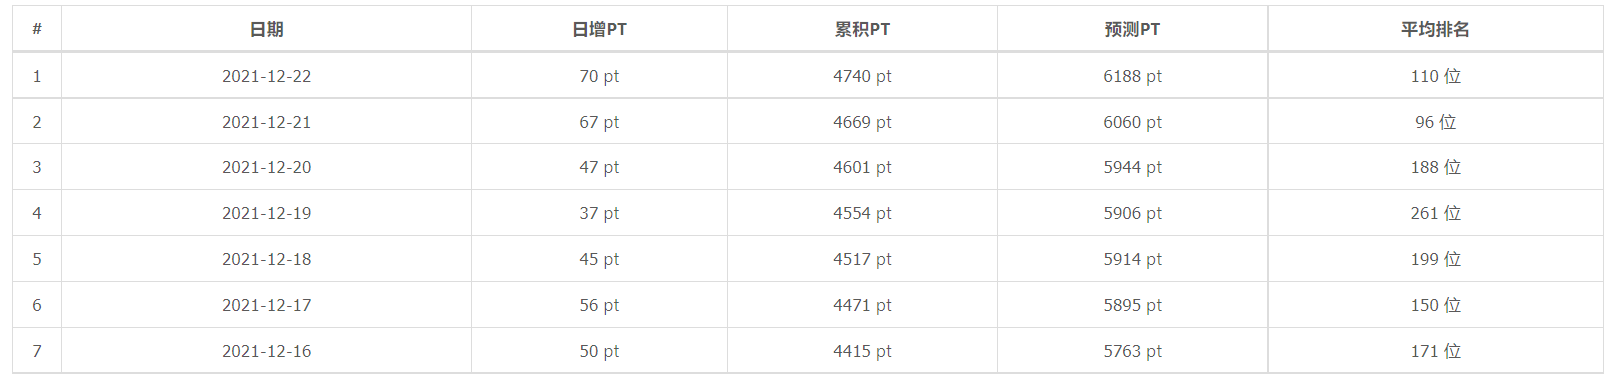 # 日期 日增PT 累积PT 预测PT 平均排名
1 2021-12-22 70 pt 4740 pt 6188 pt 110 位
2 2021-12-21 67 pt 4669 pt 6060 pt 96 位
3 2021-12-20 47 pt 4601 pt 5944 pt 188 位
4 2021-12-19 37 pt 4554 pt 5906 pt 261 位
5 2021-12-18 45 pt 4517 pt 5914 pt 199 位
6 2021-12-17 56 pt 4471 pt 5895 pt 150 位
7 2021-12-16 50 pt 4415 pt 5763 pt 171 位